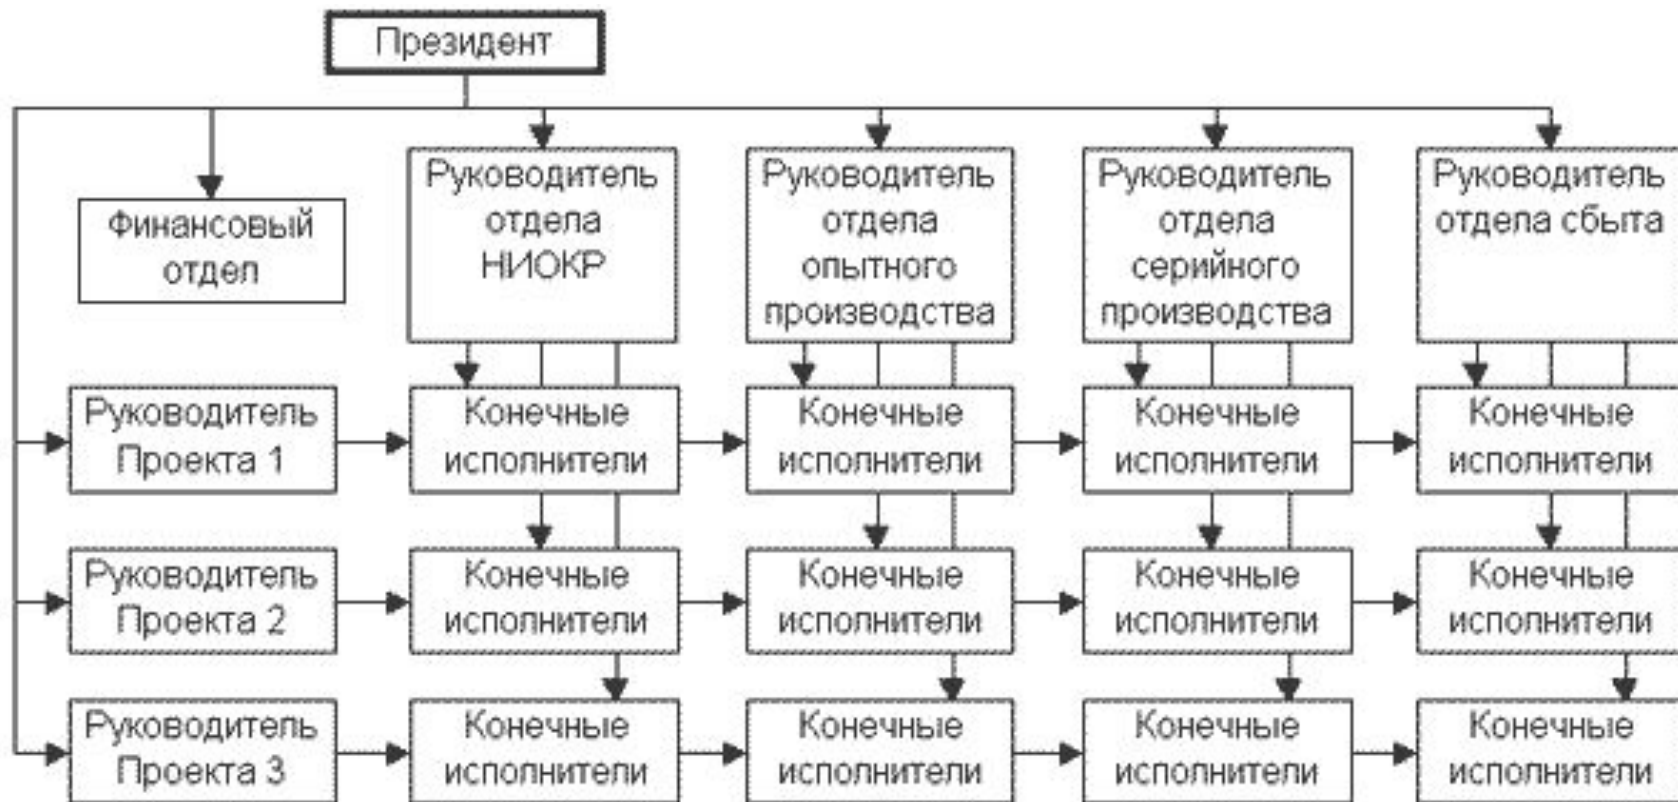 Президент
Финансовый
отдел
Руководитель
отдела
НИОКР
Руководитель
отдела
опытного
производства
Руководитель
отдела
серийного
производства
Руководитель
отдела сбыта
Руководитель
Проекта 1
Конечные
исполнители
Конечные
исполнители
Конечные
исполнители
Конечные
исполнители
Руководитель
Проекта 2
Конечные
исполнители
Конечные
исполнители
Конечные
исполнители
Конечные
исполнители
Руководитель
Проекта 3
Конечные
исполнители
Конечные
исполнители
Конечные
исполнители
Конечные
исполнители